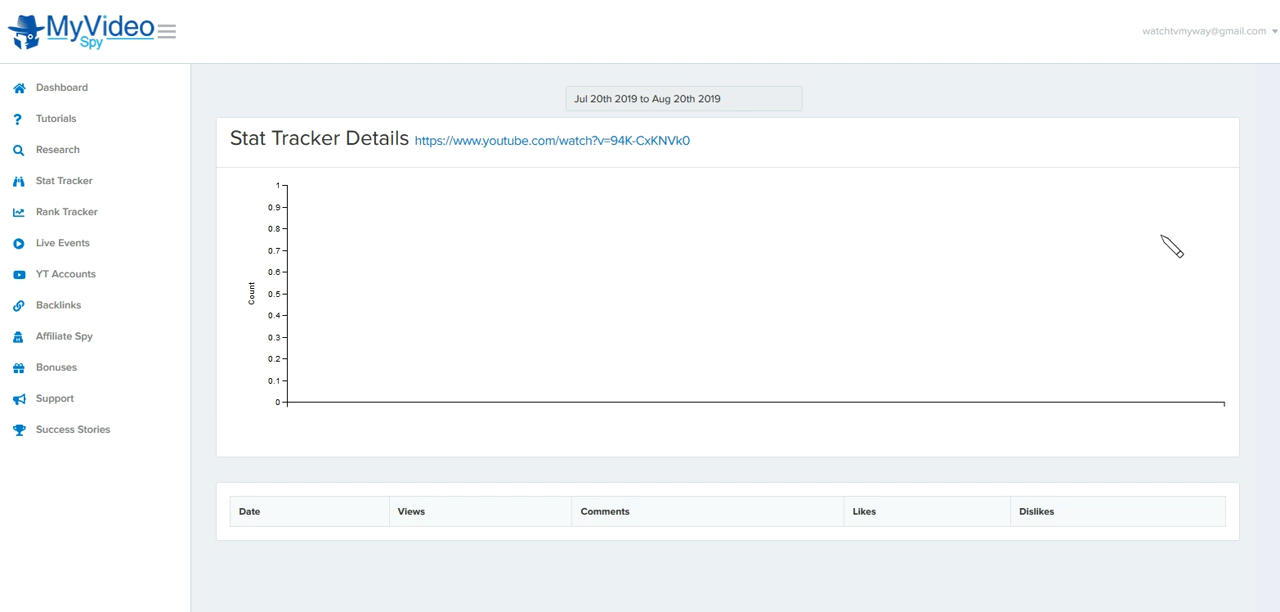 MyVideo
Spy
watchtvmyway@gmail.com
Dashboard
Tutorials
Research
Stat Tracker
Rank Tracker
Live Events
YT Accounts
Backlinks
Affiliate Spy
Bonuses
Support
Success Stories
Jul 20th 2019 to Aug 20th 2019
Stat Tracker Details https://www.youtube.com/watch?v=94K-CxKNVk0
1
0.9
0.8
0.7
0.6
0.5
0.4
0.3
0.2
0.1
0
Count
Date Views Comments Likes Dislikes